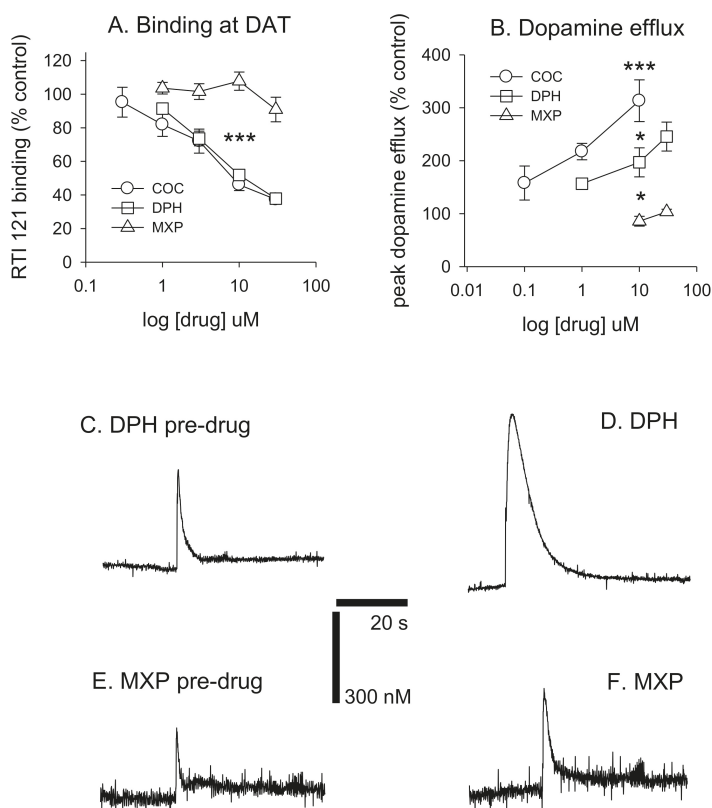 A. Binding at DAT
RTI 121 binding (% control)
120
100
80
60
40
20
0
***
COC
DPH
MXP
0.1
1
10
100
log [drug] uM
B. Dopamine efflux
peak dopamine efflux (% control)
400
300
200
100
0
COC
DPH
MXP
***
*
*
0.01
0.1
1
10
100
log [drug] uM
C. DPH pre-drug
D. DPH
20 s
300 nM
E. MXP pre-drug
F. MXP